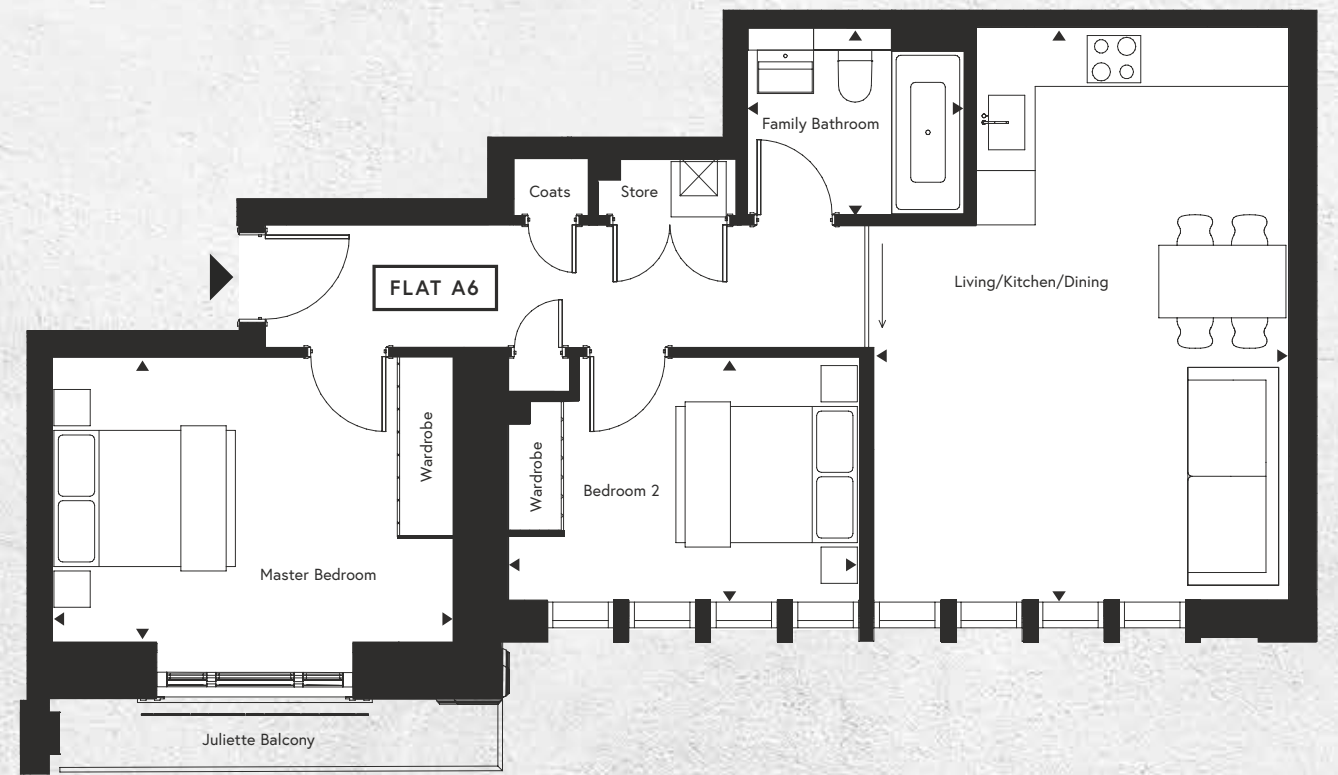 Family Bathroom
Coats
Store
FLAT A6
Living/Kitchen/Dining
Wardrobe
Wardrobe
Bedroom 2
Master Bedroom
Juliette Balcony